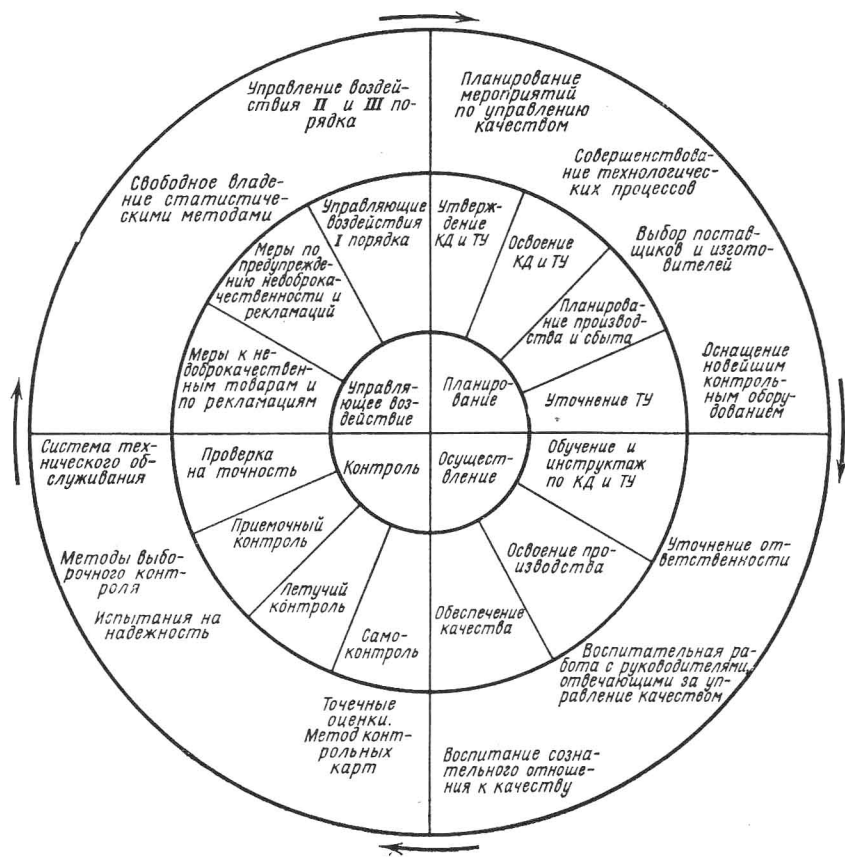 Управление воздей-
ствия II и III по-
рядка
Свободное владе-
ние статистиче-
скими методами
Планирование
мероприятий
по управлению
качеством
Совершенствова-
ние технологичес-
ких процессов
Выбор постав-
щиков и изгото-
вителей
Оснащение
новейшим
контроль-
ным обору-
дованием
Управляющие
воздействия
I порядка
Меры по
предупреждению
недоброка-
чественности и
рекламаций
Меры к не-
доброкачествен-
ным товарам и
по рекламациям
Утверж-
дение
КД и ТУ
Освоение
КД и ТУ
Планирова-
ние производ-
ства и сбыта
Уточнение ТУ
Управля-
ющее воз-
действие
Планиро-
вание
Контроль
Осущест-
вление
Проверка
на точность
Приемочный
контроль
Летучий
контроль
Само-
контроль
Обучение и
инструктаж
по КД и ТУ
Освоение про-
изводства
Обеспечение
качества
Система тех-
нического об-
служивания
Методы выбо-
рочного конт-
роля
Испытания на
надежность
Точечные
оценки.
Метод конт-
рольных
карт
Уточнение от-
ветственности
Воспитательная ра-
бота с руководителями,
отвечающими за уп-
равление качеством
Воспитание созна-
тельного отноше-
ния к качеству